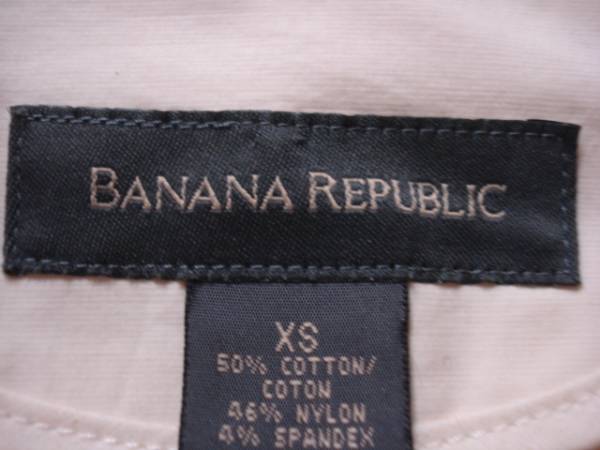 BANANA REPUBLIC
XS
50% COTTON/
COTON
46% NYLON
4% SPANDEX